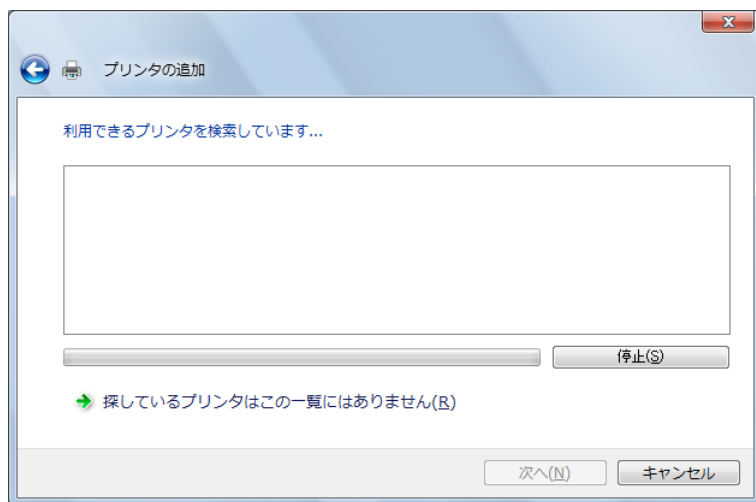 プリンタの追加
利用できるプリンタを検索しています...
停止(S)
探しているプリンタはこの一覧にはありません(R)
次へ(N)
キャンセル